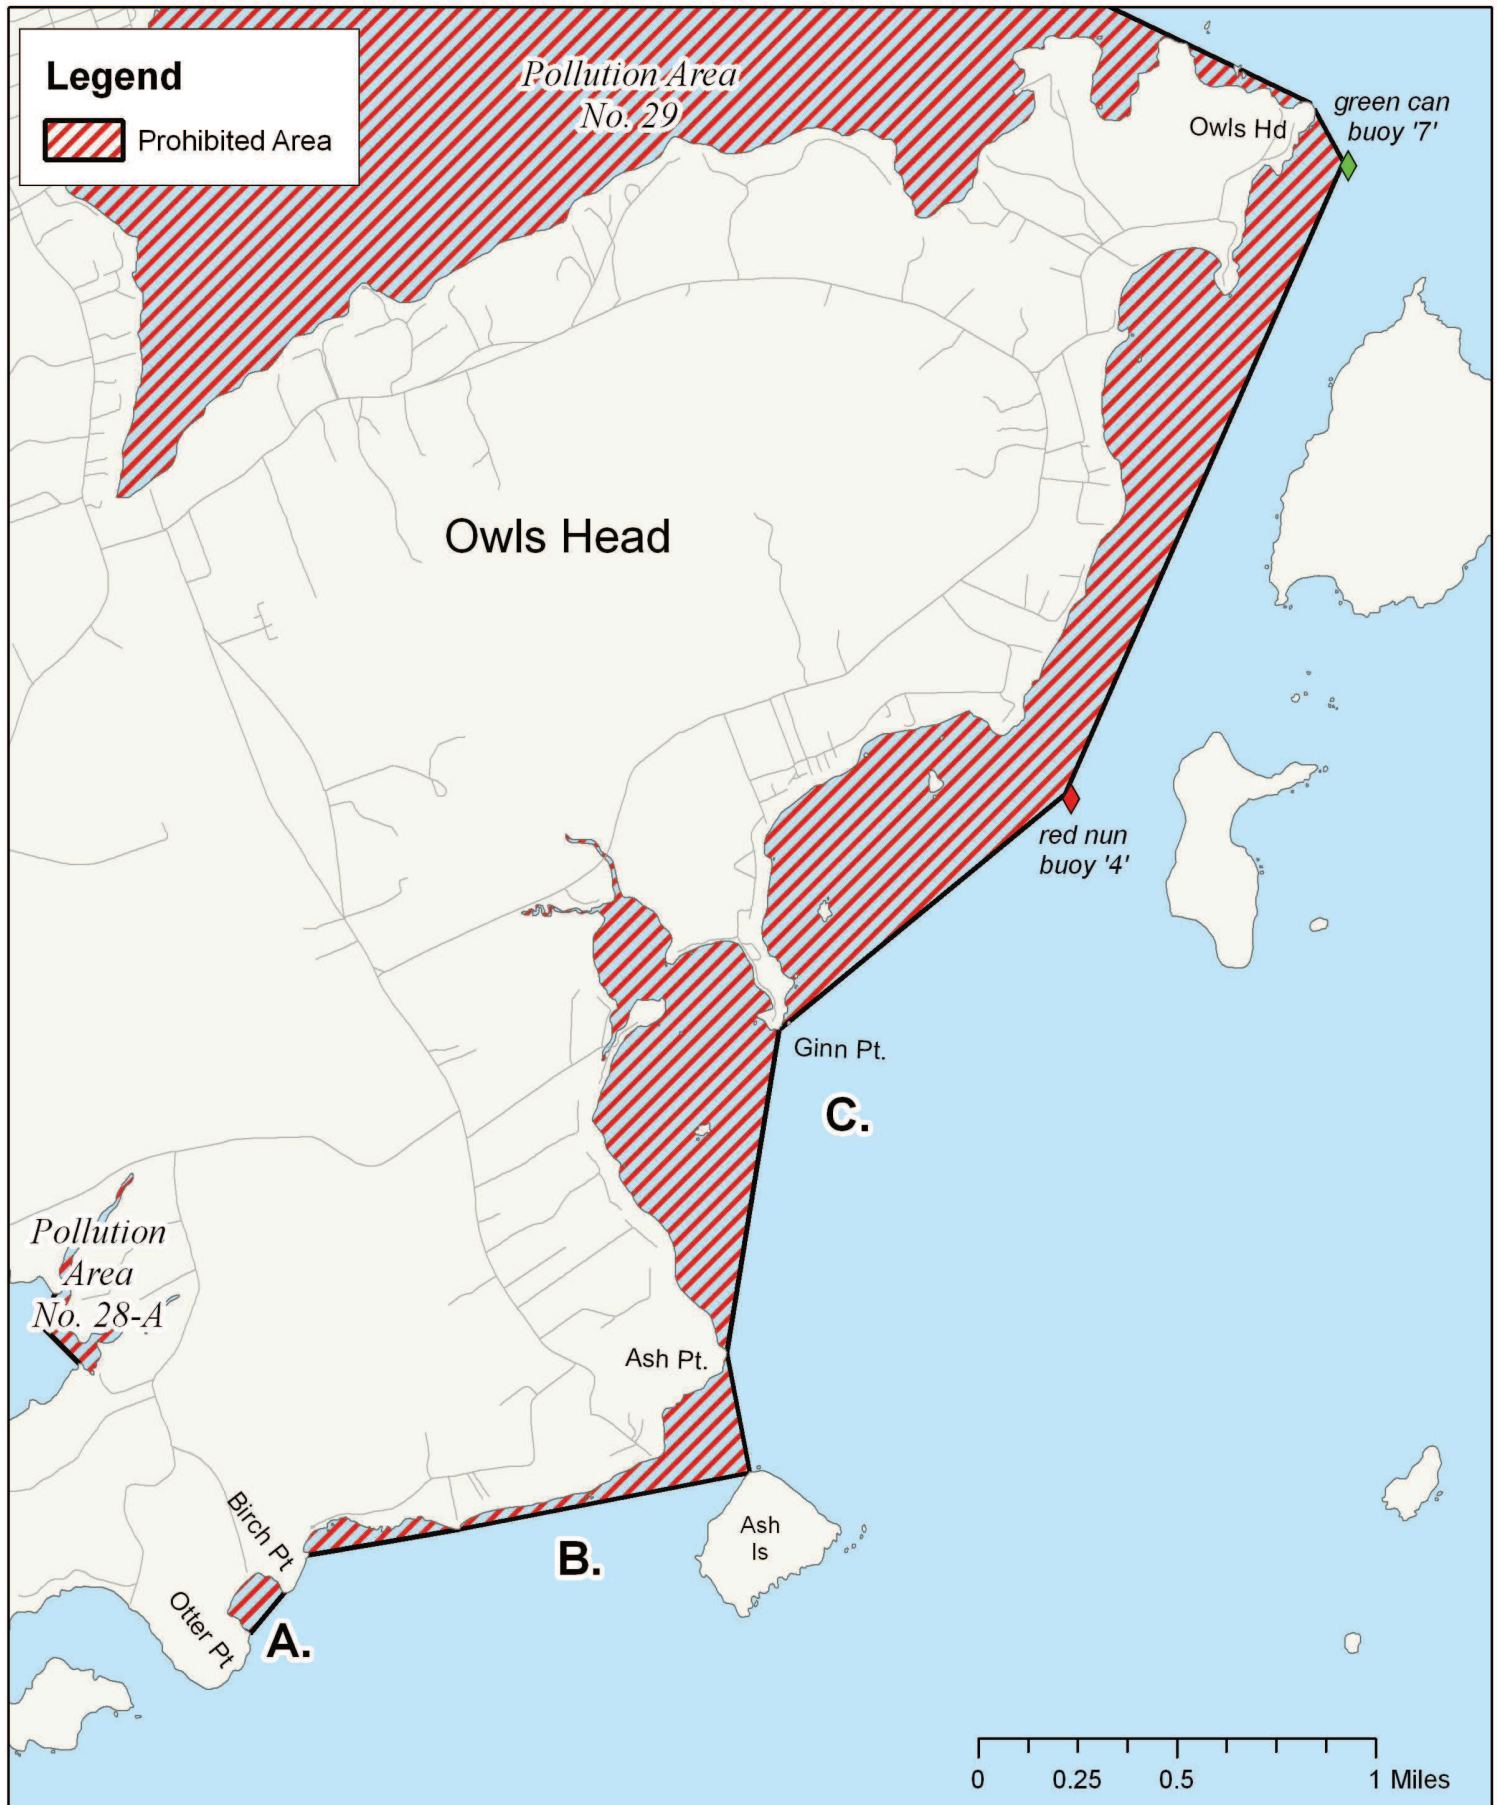 Legend
Prohibited Area
Pollution Area
No. 29
Owls Hd
green can
buoy '7'
Owls Head
red nun
buoy '4'
Ginn Pt.
C.
Pollution
Area
No. 28-A
Ash Pt.
Birch Pt
Ash
Is
B.
Otter Pt
A.
0 0.25 0.5 1 Miles